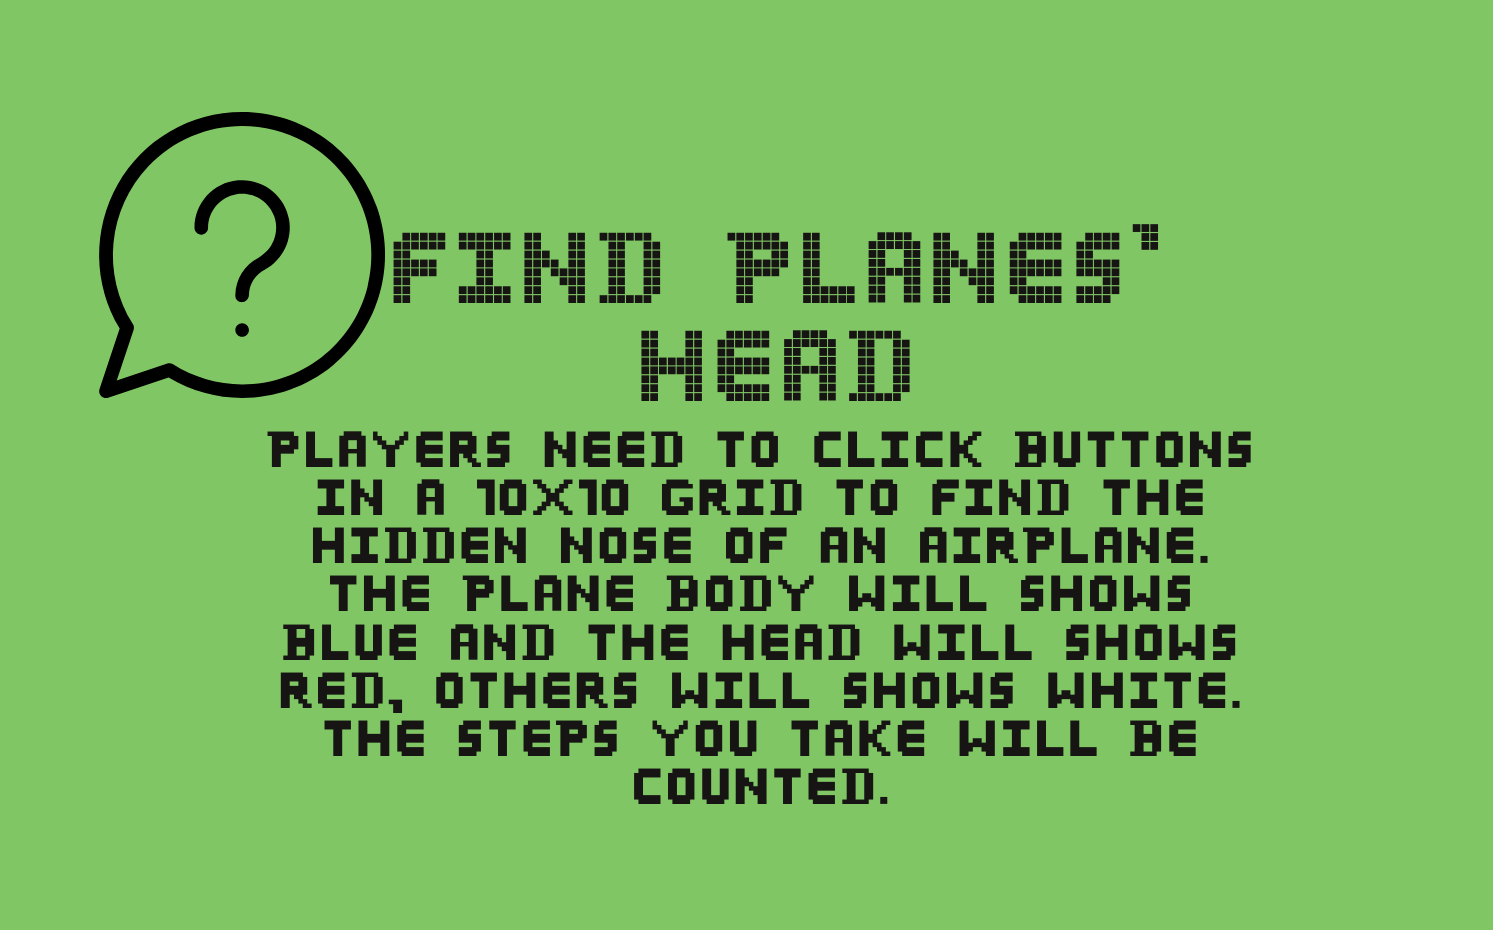 ?
FIND PLANES'
HEAD
PLAYERS NEED TO CLICK BUTTONS
IN A 10X10 GRID TO FIND THE
HIDDEN NOSE OF AN AIRPLANE.
THE PLANE BODY WILL SHOWS
BLUE AND THE HEAD WILL SHOWS
RED, OTHERS WILL SHOWS WHITE.
THE STEPS YOU TAKE WILL BE
COUNTED.